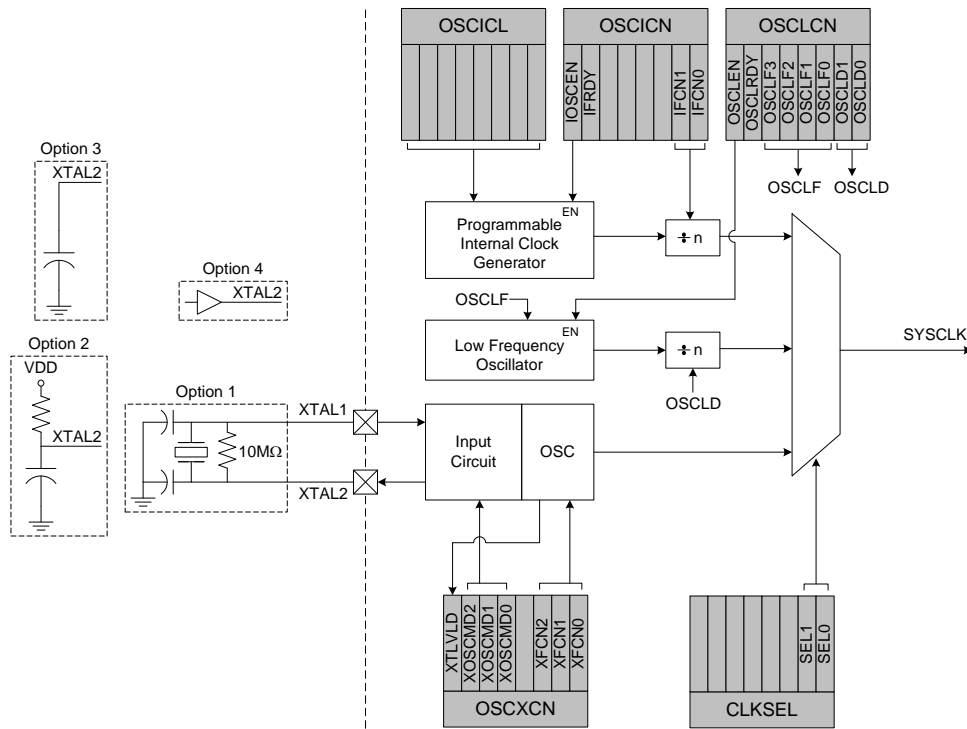 OSCICL
OSCICN
OSCLCN
IOSCEN
IFRDY
IFCN1
IFCN0
OSCLEN
OSCLRDY
OSCLF3
OSCLF2
OSCLF1
OSCLF0
OSCLD1
OSCLD0
OSCLF
OSCLD
Option 3
XTAL2
Option 4
XTAL2
Option 2
VDD
XTAL2
Option 1
10MΩ
XTAL1
XTAL2
EN
Programmable
Internal Clock
Generator
÷ n
OSCLF
EN
Low Frequency
Oscillator
÷ n
OSCLD
SYSCLK
Input
Circuit
OSC
XTLVLD
XOSCMD2
XOSCMD1
XOSCMD0
XFCN2
XFCN1
XFCN0
OSCXCN
SEL1
SEL0
CLKSEL